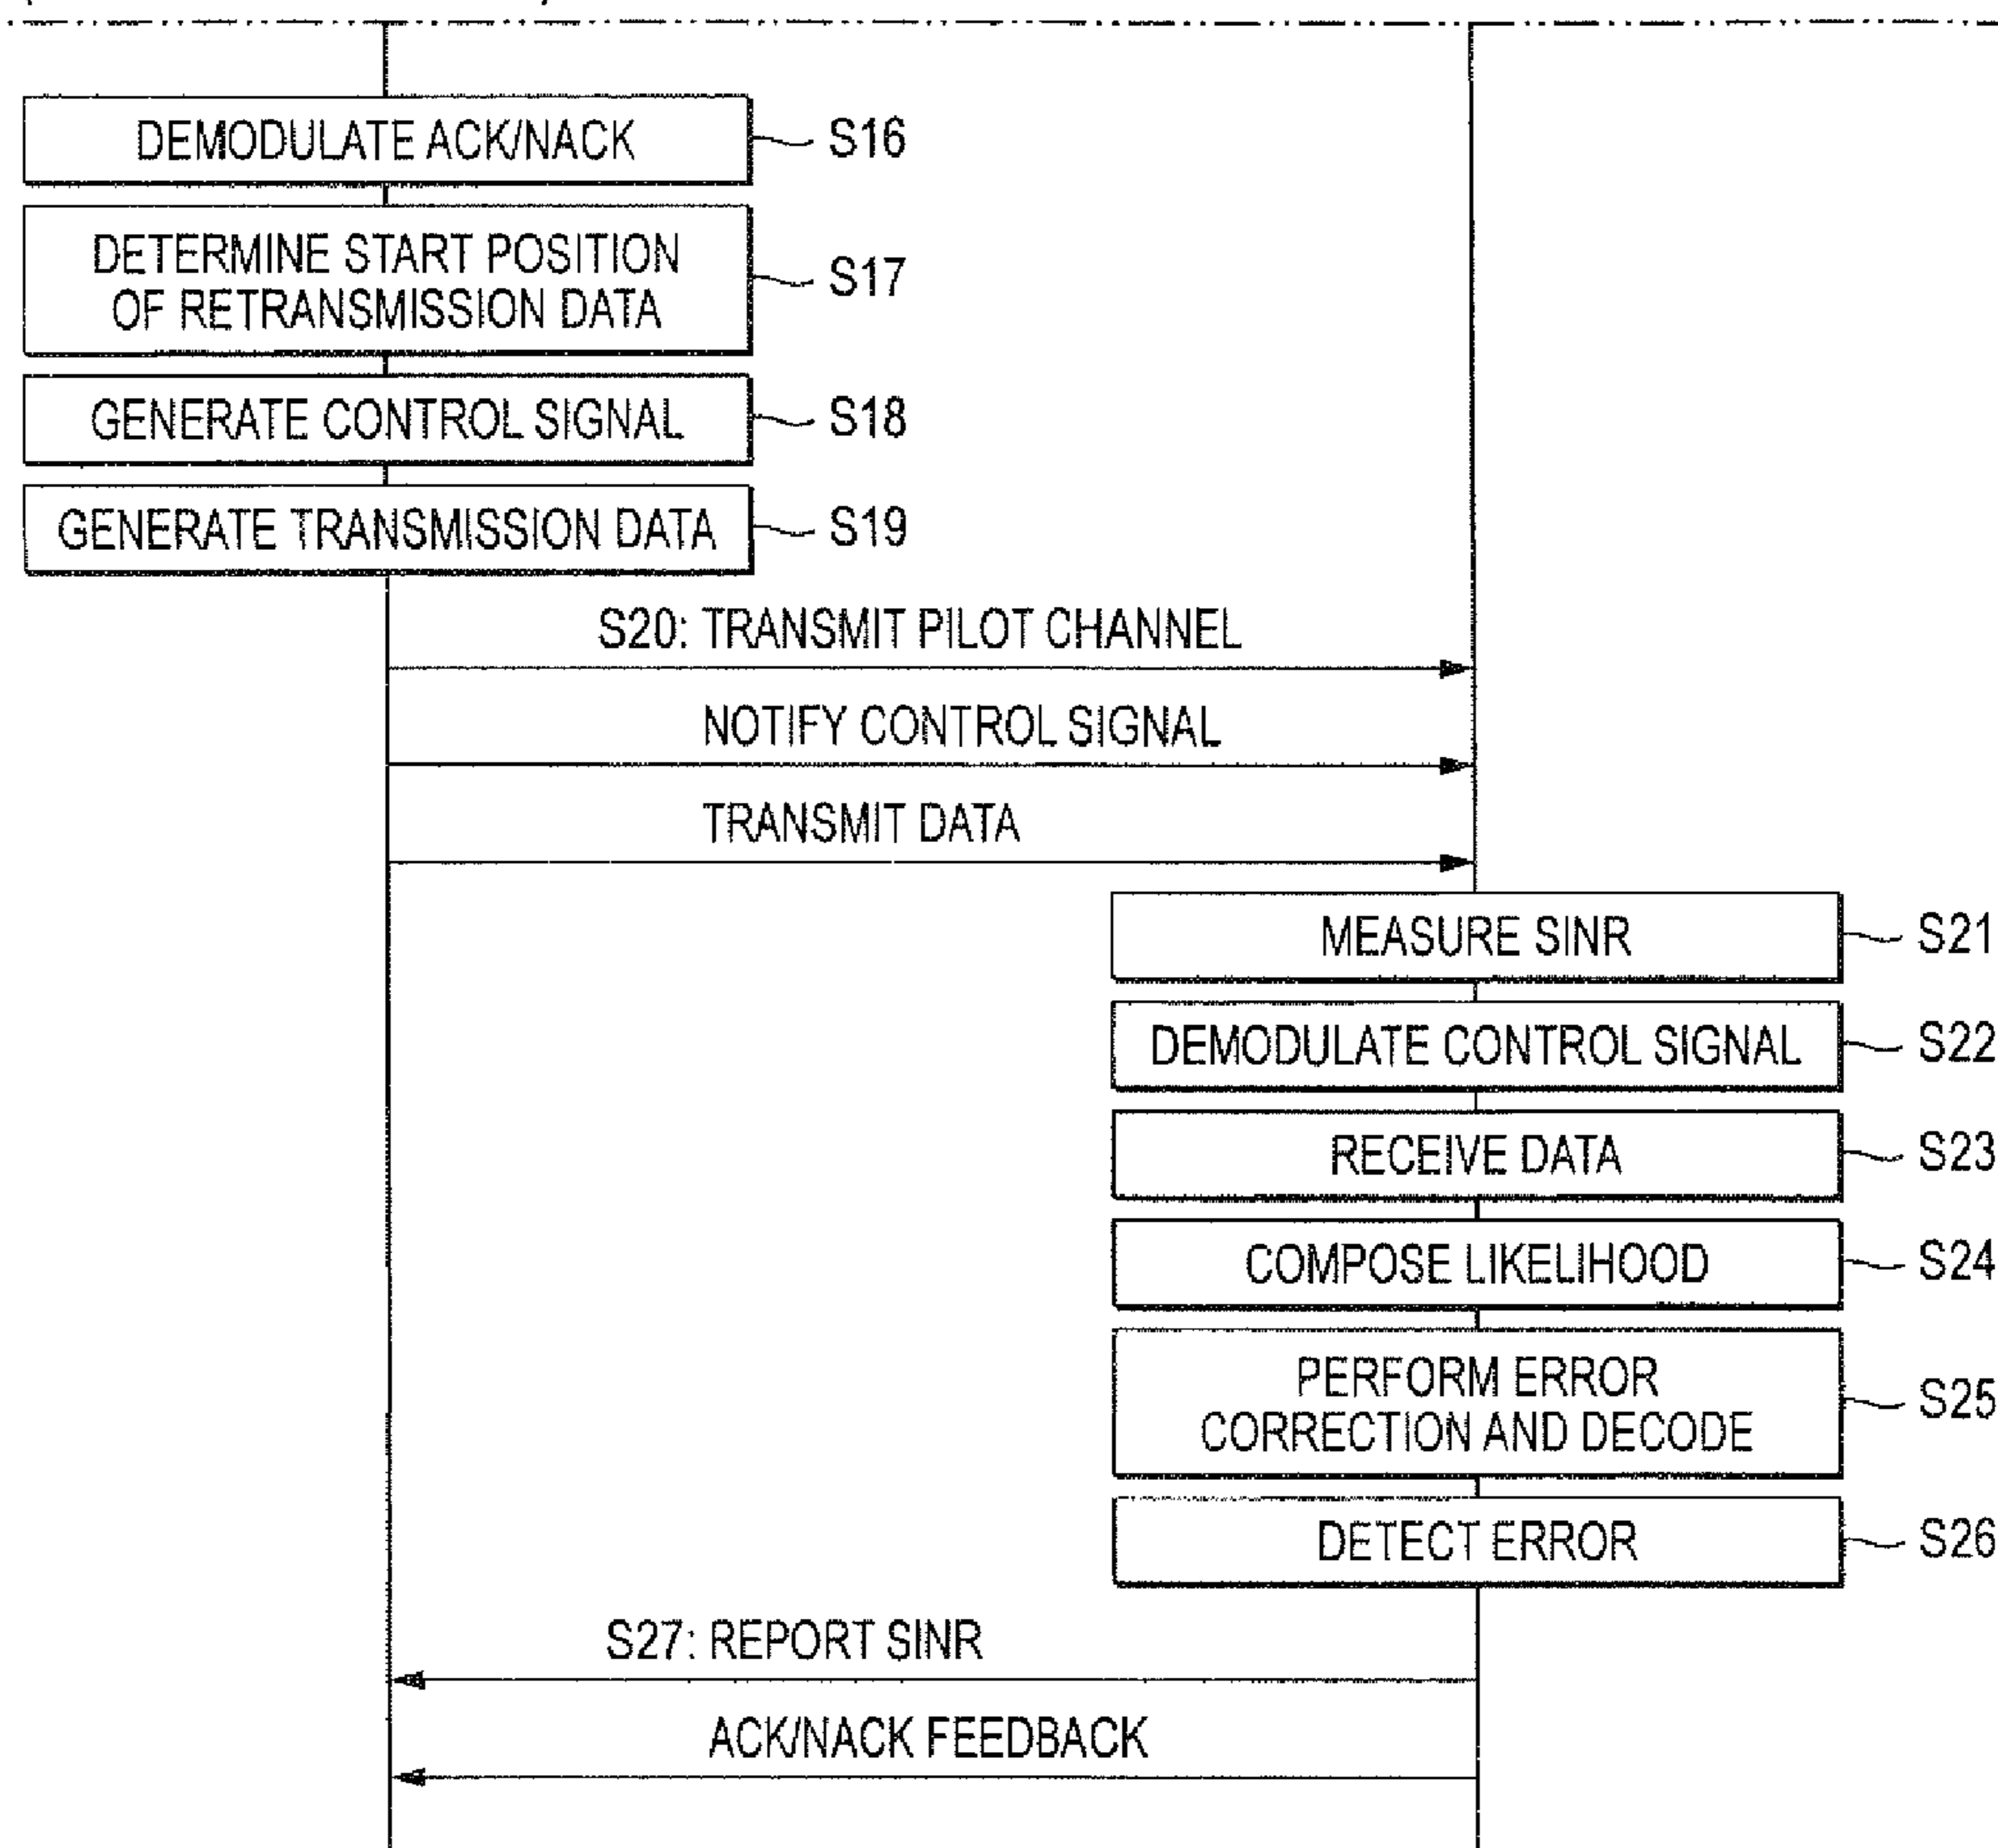 DEMODULATE ACK/NACK
S16
DETERMINE START POSITION
OF RETRANSMISSION DATA
S17
GENERATE CONTROL SIGNAL
S18
GENERATE TRANSMISSION DATA
S19
S20: TRANSMIT PILOT CHANNEL
NOTIFY CONTROL SIGNAL
TRANSMIT DATA
MEASURE SINR
S21
DEMODULATE CONTROL SIGNAL
S22
RECEIVE DATA
S23
COMPOSE LIKELIHOOD
S24
PERFORM ERROR
CORRECTION AND DECODE
S25
DETECT ERROR
S26
S27: REPORT SINR
ACK/NACK FEEDBACK